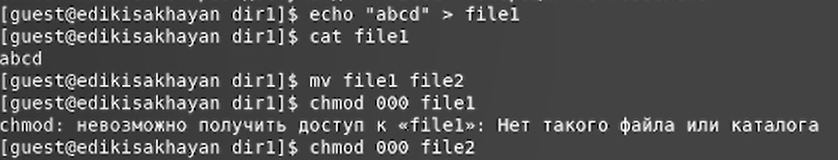 [guest@edikisakhayan dir1]$ echo "abcd" > file1
[guest@edikisakhayan dir1]$ cat file1
abcd
[guest@edikisakhayan dir1]$ mv file1 file2
[guest@edikisakhayan dir1]$ chmod 000 file1
chmod: невозможно получить доступ к «file1»: Нет такого файла или каталога
[guest@edikisakhayan dir1]$ chmod 000 file2